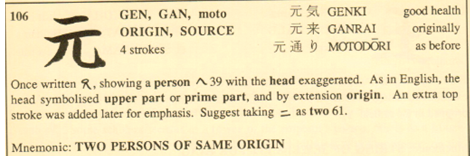 106 GEN, GAN, moto 元気 GENKI good health
元 ORIGIN, SOURCE 元来 GANRAI originally
4 strokes 元通り MOTODŌRI as before
Once written , showing a person 39 with the head exaggerated. As in English, the
head symbolised upper part or prime part, and by extension origin. An extra top
stroke was added later for emphasis. Suggest taking 二 as two 61.
Mnemonic: TWO PERSONS OF SAME ORIGIN